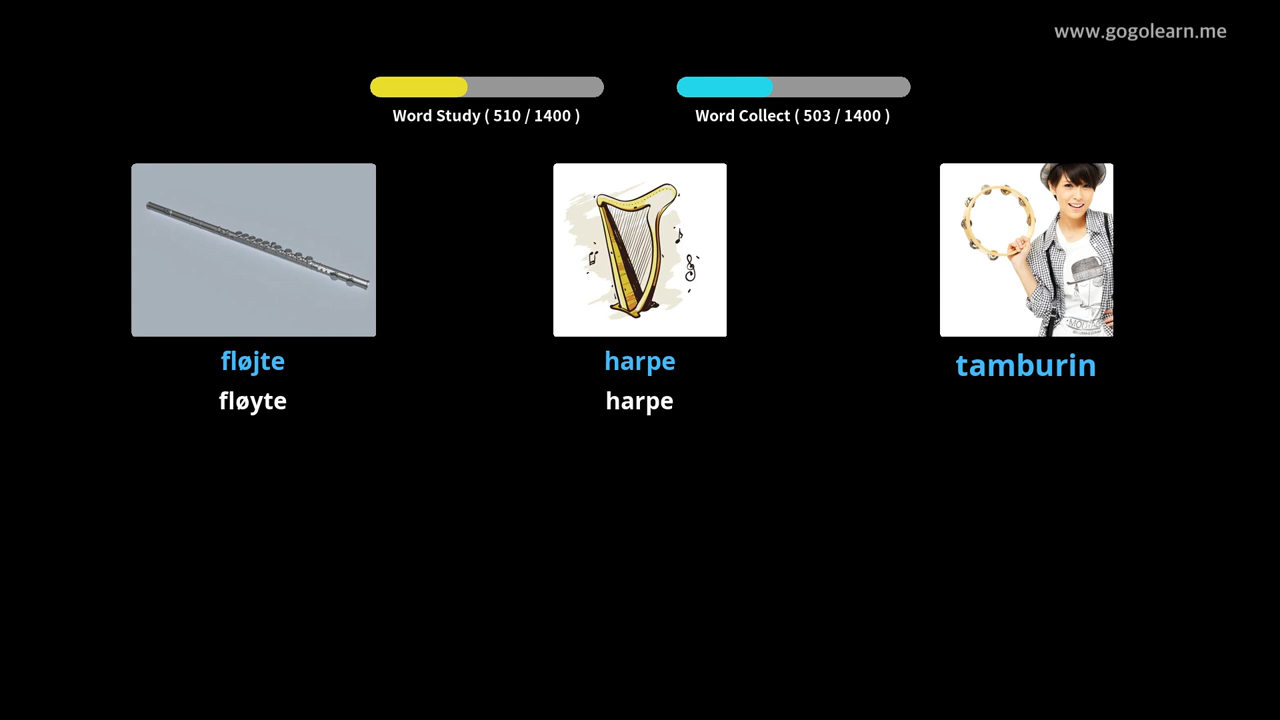 www.gogolearn.me
Word Study ( 510 / 1400 )
Word Collect ( 503 / 1400 )
fløjte
harpe
tamburin
fløyte
harpe